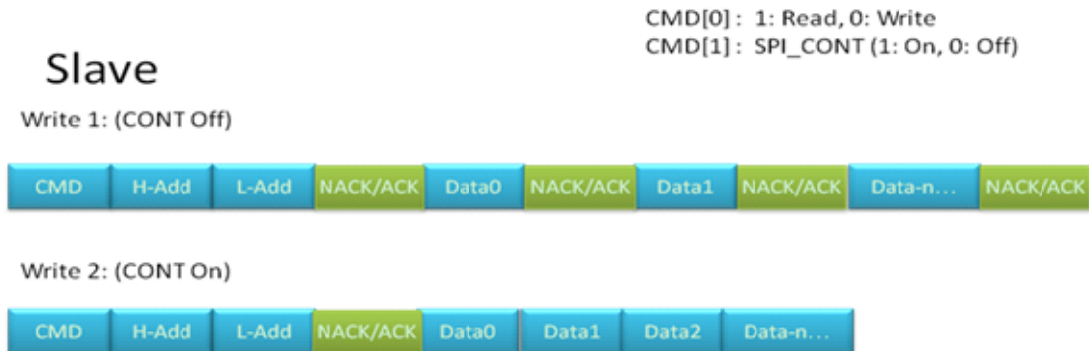 CMD[0] : 1: Read, 0: Write
CMD[1] : SPI_CONT (1: On, 0: Off)
Slave
Write 1: (CONT Off)
CMD H-Add L-Add NACK/ACK Data0 NACK/ACK Data1 NACK/ACK Data-n... NACK/ACK
Write 2: (CONT On)
CMD H-Add L-Add NACK/ACK Data0 Data1 Data2 Data-n...